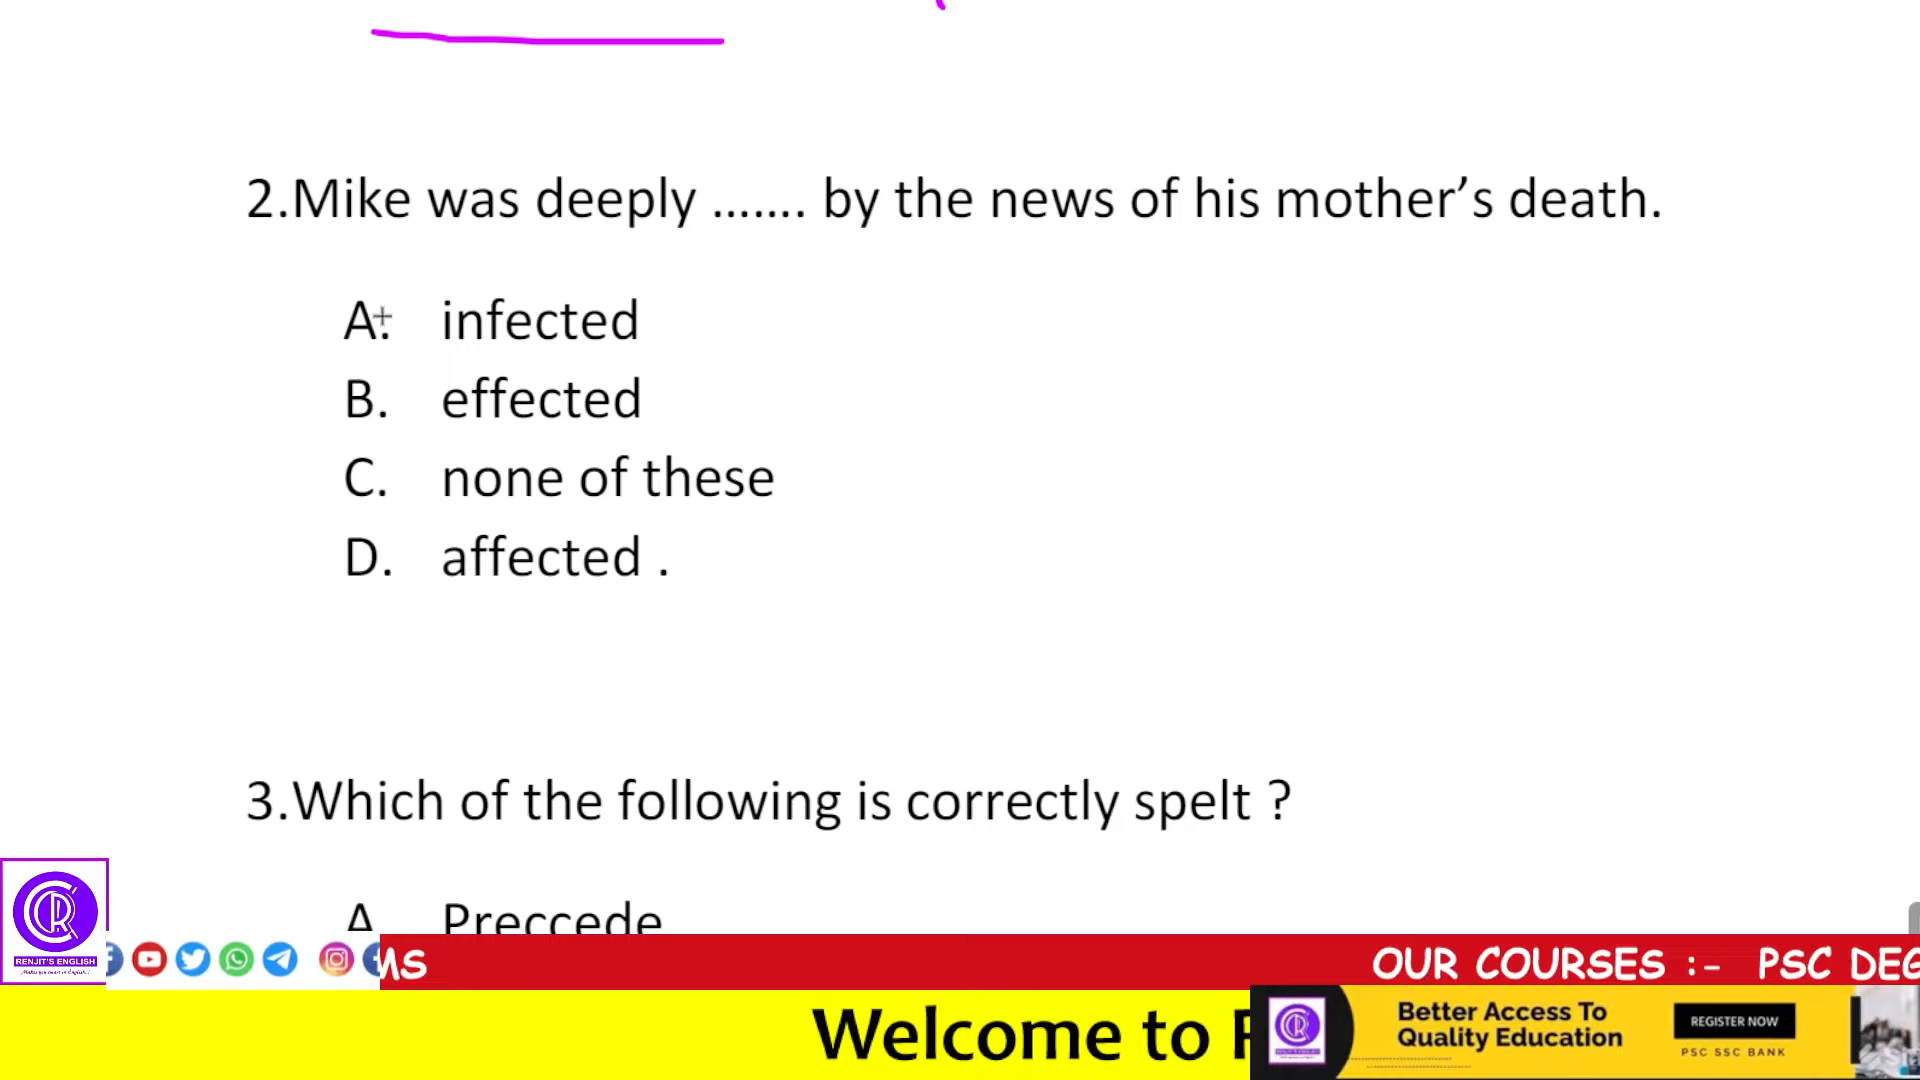 2.Mike was deeply ....... by the news of his mother’s death.
A. infected
B. effected
C. none of these
D. affected .
3.Which of the following is correctly spelt ?
A Preccede
RENJIT'S ENGLISH
MS
OUR COURSES :- PSC DEG
Welcome to
Better Access To
Quality Education
REGISTER NOW
PSC SSC BANK